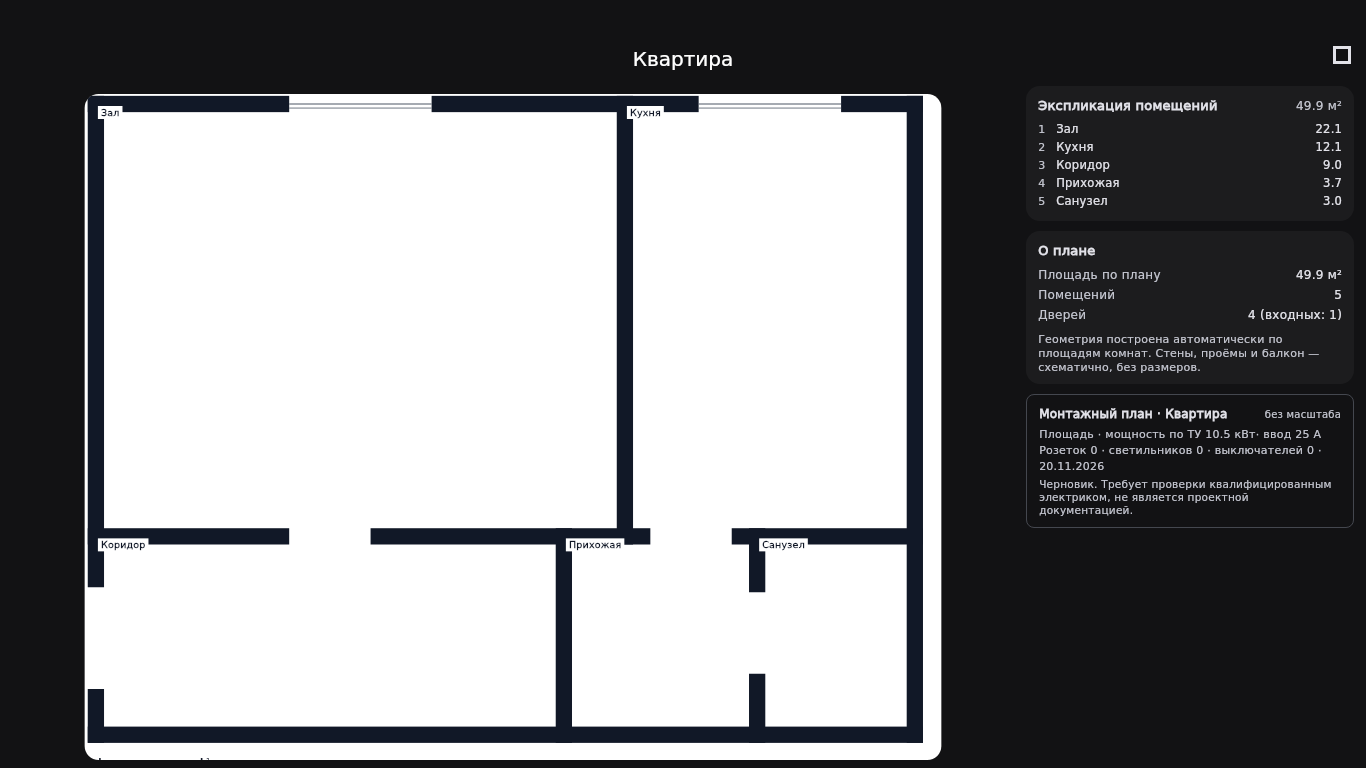 Квартира
Зал
Кухня
Коридор
Прихожая
Санузел
Экспликация помещений 49.9 м²
1 Зал 22.1
2 Кухня 12.1
3 Коридор 9.0
4 Прихожая 3.7
5 Санузел 3.0
О плане
Площадь по плану 49.9 м²
Помещений 5
Дверей 4 (входных: 1)
Геометрия построена автоматически по
площадям комнат. Стены, проёмы и балкон —
схематично, без размеров.
Монтажный план · Квартира без масштаба
Площадь · мощность по ТУ 10.5 кВт· ввод 25 А
Розеток 0 · светильников 0 · выключателей 0 ·
20.11.2026
Черновик. Требует проверки квалифицированным
электриком, не является проектной
документацией.